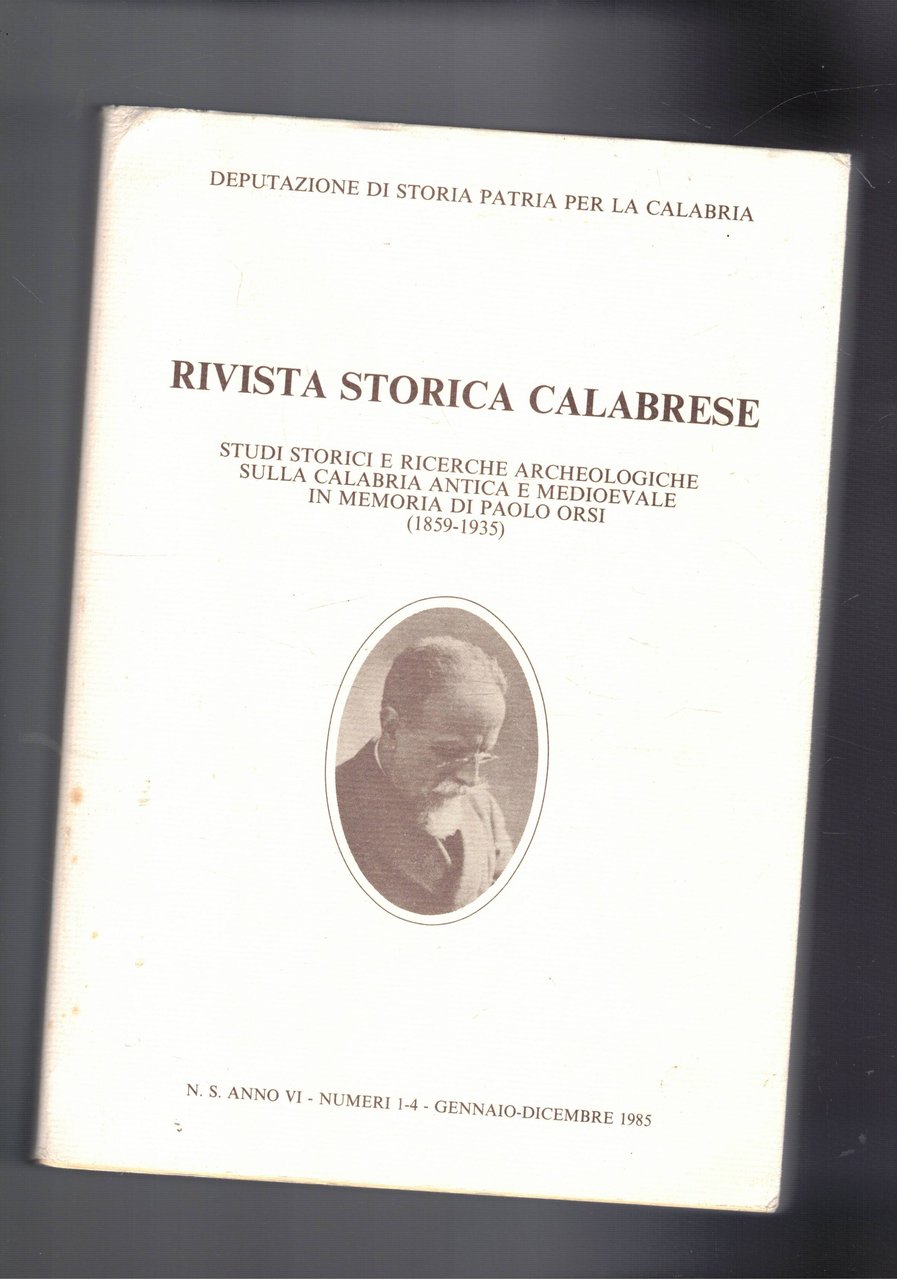 DEPUTAZIONE DI STORIA PATRIA PER LA CALABRIA
RIVISTA STORICA CALABRESE
STUDI STORICI E RICERCHE ARCHEOLOGICHE
SULLA CALABRIA ANTICA E MEDIOEVALE
IN MEMORIA DI PAOLO ORSI
(1859-1935)
N. S. ANNO VI - NUMERI 1-4 - GENNAIO-DICEMBRE 1985